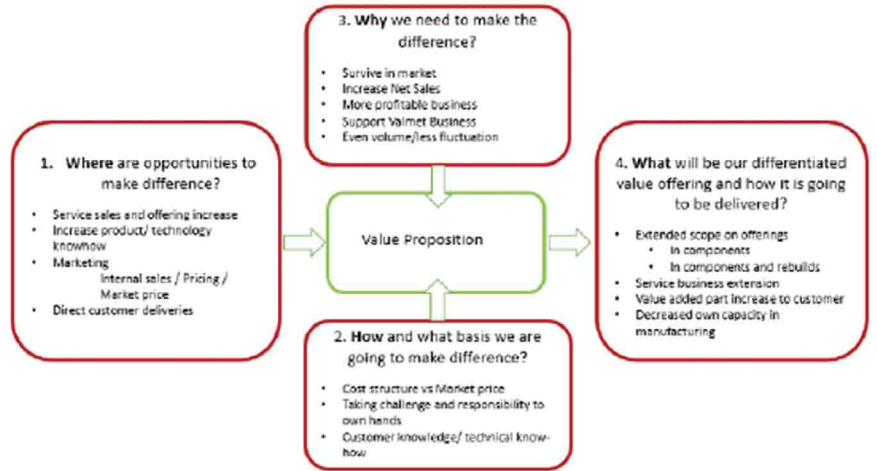 3. Why we need to make the
difference?
Survive in market
Increase Net Sales
More profitable business
Support Valmet Business
Even volume/less fluctuation
1. Where are opportunities to
make difference?
Service sales and offering increase
Increase product/ technology
knowhow
Marketing
Internal sales / Pricing /
Market price
Direct customer deliveries
Value Proposition
4. What will be our differentiated
value offering and how it is going
to be delivered?
Extended scope on offerings
In components
In components and rebuilds
Service business extension
Value added part increase to customer
Decreased own capacity in
manufacturing
2. How and what basis we are
going to make difference?
Cost structure vs Market price
Taking challenge and responsibility to
own hands
Customer knowledge/ technical know-
how